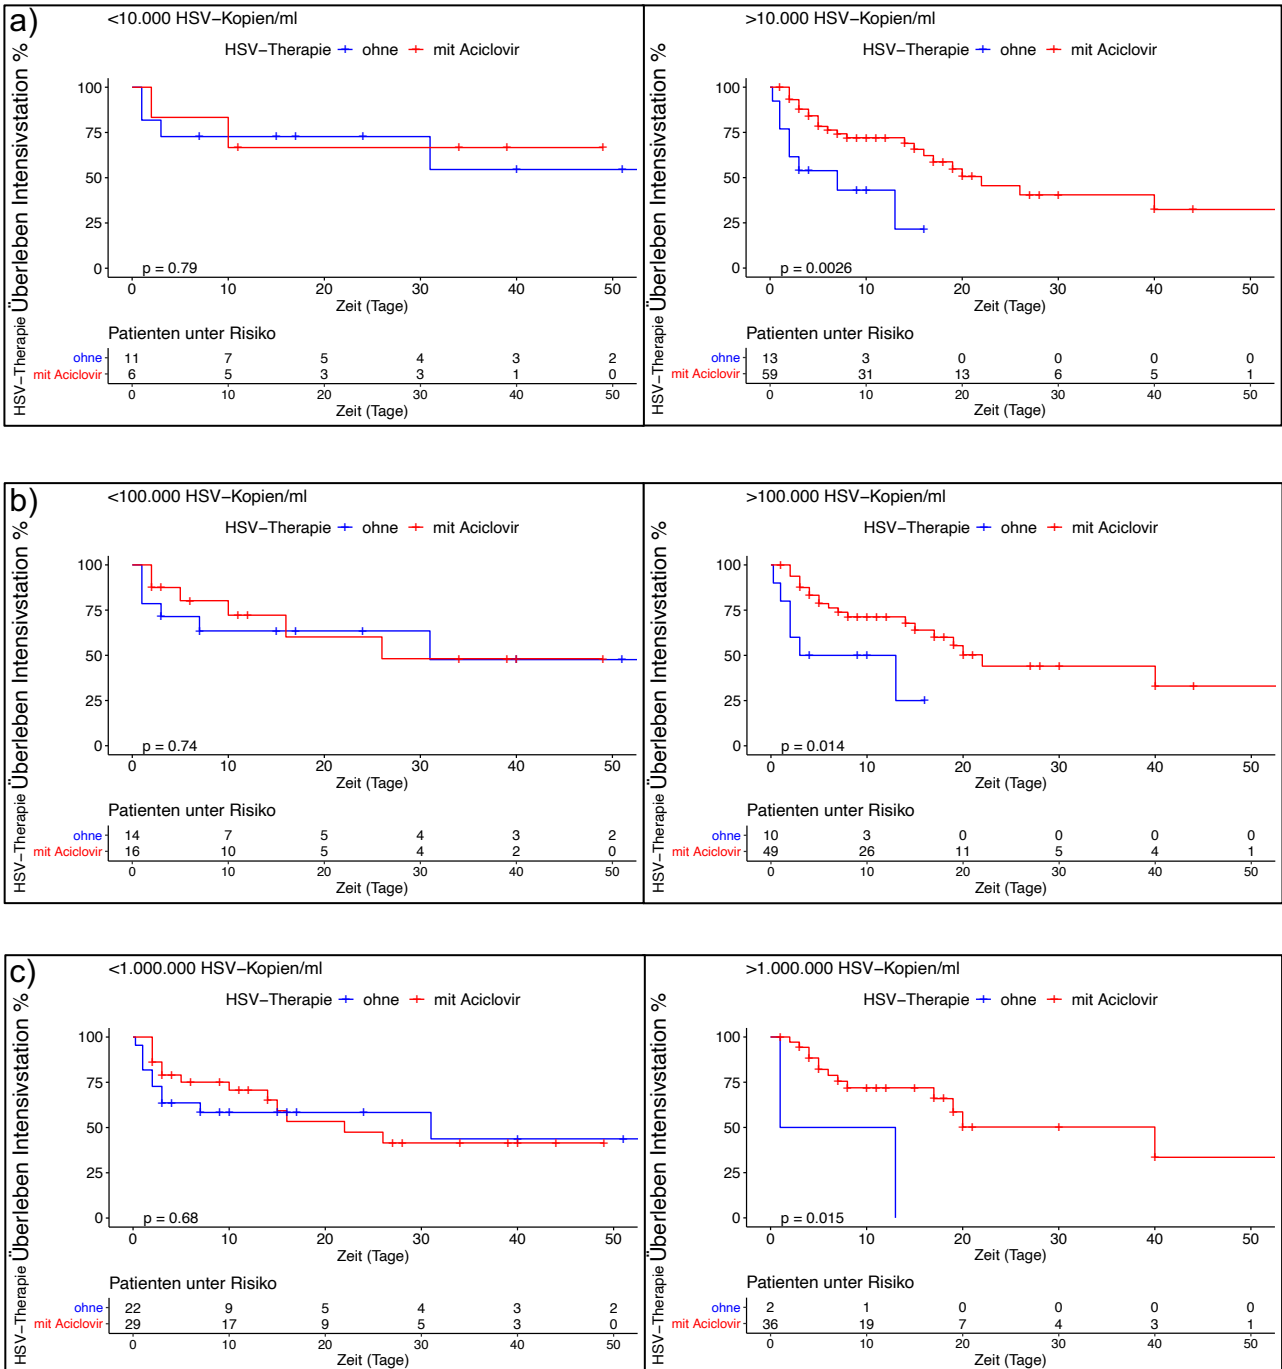 a)
<10.000 HSV−Kopien/ml
HSV−Therapie ohne mit Aciclovir
Überleben Intensivstation %
100
75
50
25
0
p = 0.79
0 10 20 30 40 50
Zeit (Tage)
Patienten unter Risiko
HSV−Therapie
ohne 11 7 5 4 3 2
mit Aciclovir 6 5 3 3 1 0
0 10 20 30 40 50
Zeit (Tage)
>10.000 HSV−Kopien/ml
HSV−Therapie ohne mit Aciclovir
Überleben Intensivstation %
100
75
50
25
0
p = 0.0026
0 10 20 30 40 50
Zeit (Tage)
Patienten unter Risiko
HSV−Therapie
ohne 13 3 0 0 0 0
mit Aciclovir 59 31 13 6 5 1
0 10 20 30 40 50
Zeit (Tage)
b)
<100.000 HSV−Kopien/ml
HSV−Therapie ohne mit Aciclovir
Überleben Intensivstation %
100
75
50
25
0
p = 0.74
0 10 20 30 40 50
Zeit (Tage)
Patienten unter Risiko
HSV−Therapie
ohne 14 7 5 4 3 2
mit Aciclovir 16 10 5 4 2 0
0 10 20 30 40 50
Zeit (Tage)
>100.000 HSV−Kopien/ml
HSV−Therapie ohne mit Aciclovir
Überleben Intensivstation %
100
75
50
25
0
p = 0.014
0 10 20 30 40 50
Zeit (Tage)
Patienten unter Risiko
HSV−Therapie
ohne 10 3 0 0 0 0
mit Aciclovir 49 26 11 5 4 1
0 10 20 30 40 50
Zeit (Tage)
c)
<1.000.000 HSV−Kopien/ml
HSV−Therapie ohne mit Aciclovir
Überleben Intensivstation %
100
75
50
25
0
p = 0.68
0 10 20 30 40 50
Zeit (Tage)
Patienten unter Risiko
HSV−Therapie
ohne 22 9 5 4 3 2
mit Aciclovir 29 17 9 5 3 0
0 10 20 30 40 50
Zeit (Tage)
>1.000.000 HSV−Kopien/ml
HSV−Therapie ohne mit Aciclovir
Überleben Intensivstation %
100
75
50
25
0
p = 0.015
0 10 20 30 40 50
Zeit (Tage)
Patienten unter Risiko
HSV−Therapie
ohne 2 1 0 0 0 0
mit Aciclovir 36 19 7 4 3 1
0 10 20 30 40 50
Zeit (Tage)